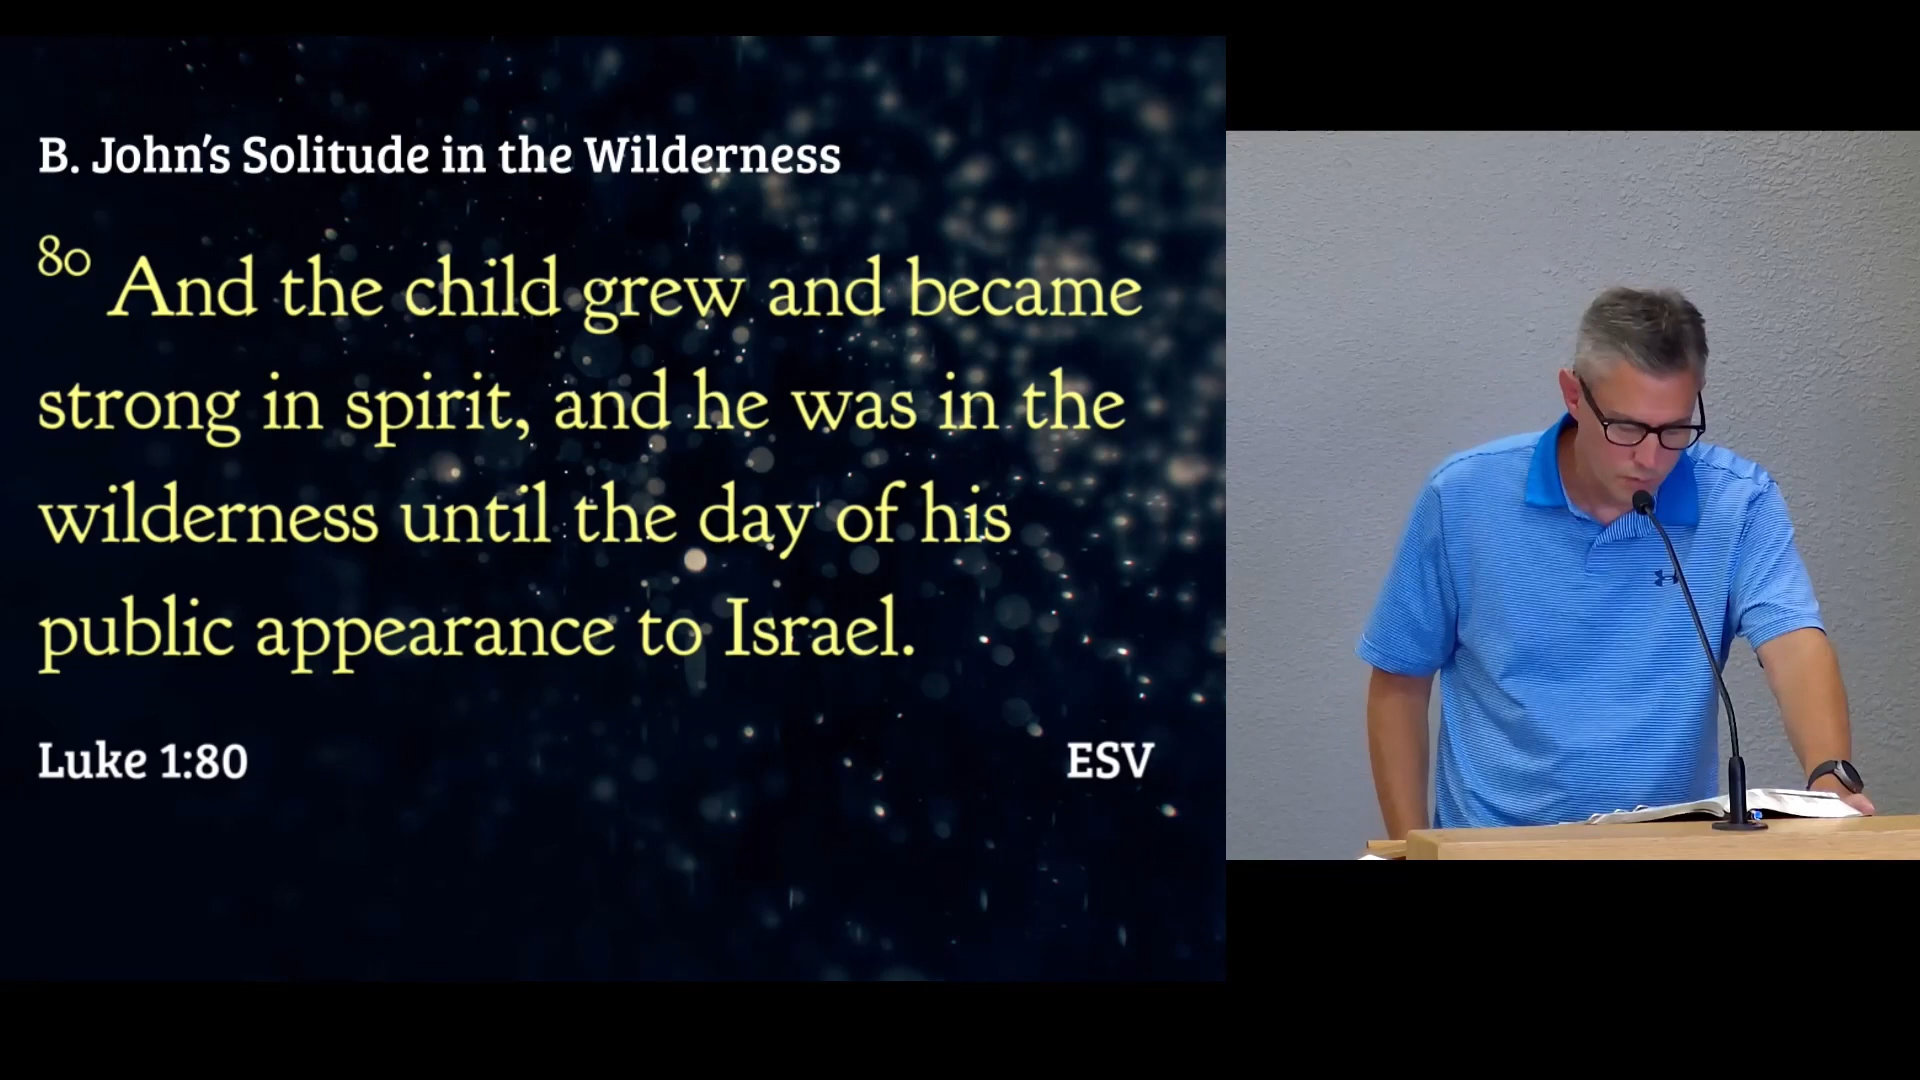 B. John's Solitude in the Wilderness
80 And the child grew and became
strong in spirit, and he was in the
wilderness until the day of his
public appearance to Israel.
Luke 1:80 ESV